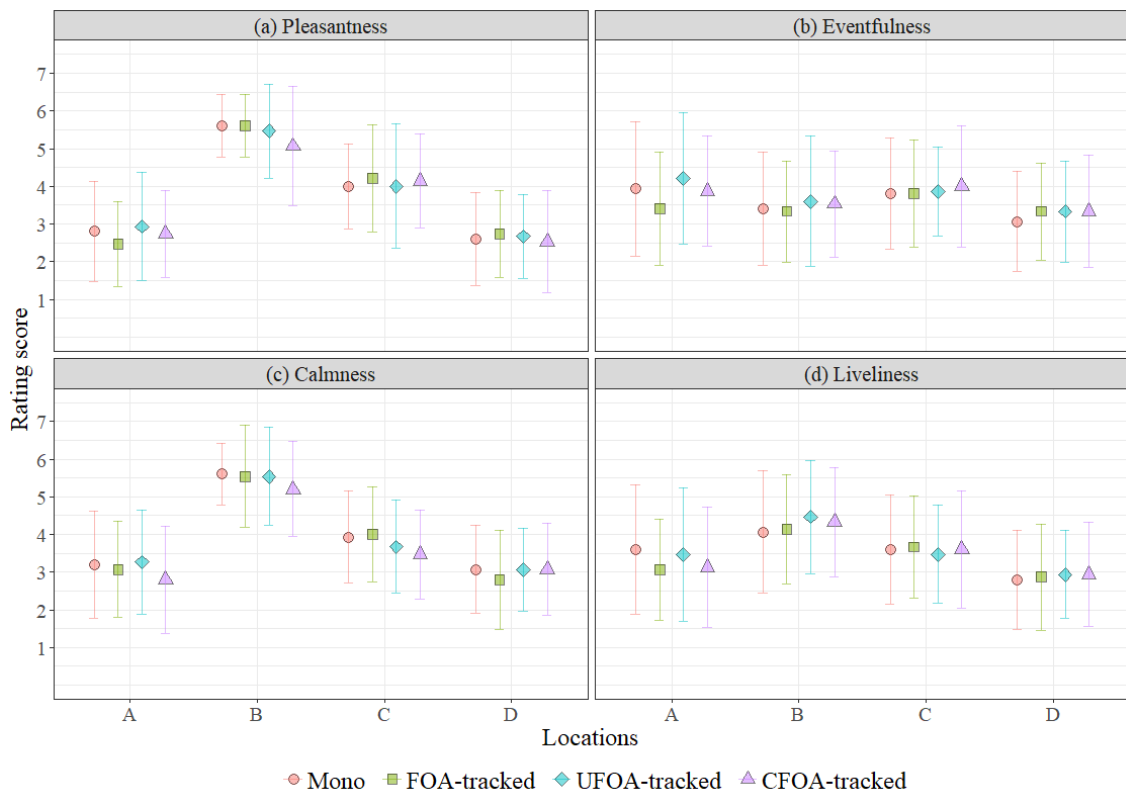 (a) Pleasantness
(b) Eventfulness
7
6
5
4
3
2
1
(c) Calmness
(d) Liveliness
Rating score
7
6
5
4
3
2
1
A B C D A B C D
Locations
Mono FOA-tracked UFOA-tracked CFOA-tracked